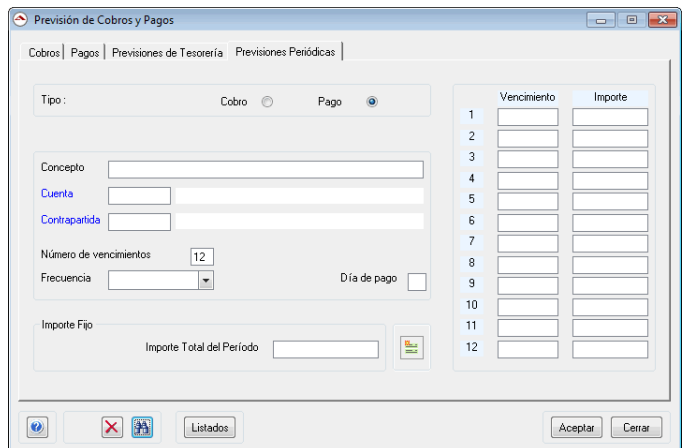 Previsión de Cobros y Pagos
Cobros Pagos Previsiones de Tesorería Previsiones Periódicas
Tipo : Cobro Pago
Concepto
Cuenta
Contrapartida
Número de vencimientos 12
Frecuencia Día de pago
Importe Fijo
Importe Total del Período
Vencimiento Importe
1
2
3
4
5
6
7
8
9
10
11
12
Listados Aceptar Cerrar